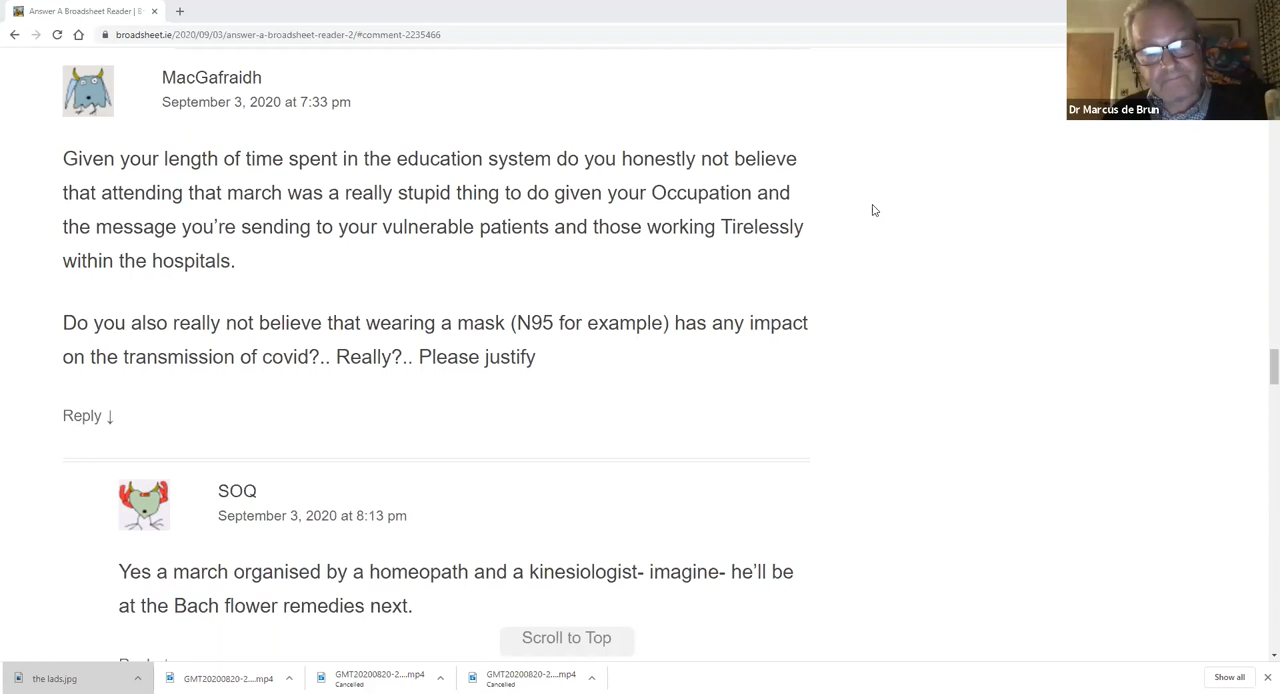 Answer A Broadsheet Reader | B
broadsheet.ie/2020/09/03/answer-a-broadsheet-reader-2/#comment-2235466
Dr Marcus de Brun
MacGafraidh
September 3, 2020 at 7:33 pm
Given your length of time spent in the education system do you honestly not believe
that attending that march was a really stupid thing to do given your Occupation and
the message you’re sending to your vulnerable patients and those working Tirelessly
within the hospitals.
Do you also really not believe that wearing a mask (N95 for example) has any impact
on the transmission of covid?.. Really?.. Please justify
Reply ↓
SOQ
September 3, 2020 at 8:13 pm
Yes a march organised by a homeopath and a kinesiologist- imagine- he’ll be
at the Bach flower remedies next.
Scroll to Top
the lads.jpg
GMT20200820-2....mp4
GMT20200820-2....mp4
Cancelled
GMT20200820-2....mp4
Cancelled
Show all